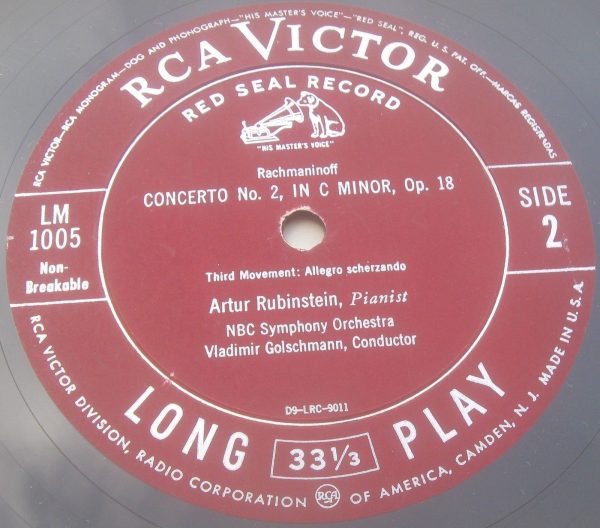 RCA VICTOR—RCA MONOGRAM—DOG AND PHONOGRAPH—"HIS MASTER'S VOICE"—"RED SEAL", REG. U. S. PAT. OFF.—MARCAS REGISTRADAS
RCA VICTOR
RED SEAL RECORD
"HIS MASTER'S VOICE"
Rachmaninoff
CONCERTO No. 2, IN C MINOR, Op. 18
LM
1005
Non-
Breakable
SIDE
2
Third Movement: Allegro scherzando
Artur Rubinstein, Pianist
NBC Symphony Orchestra
Vladimir Golschmann, Conductor
D9-LRC-9011
LONG 33 1/3 PLAY
RCA VICTOR DIVISION, RADIO CORPORATION RCA OF AMERICA, CAMDEN, N. J. MADE IN U.S.A.